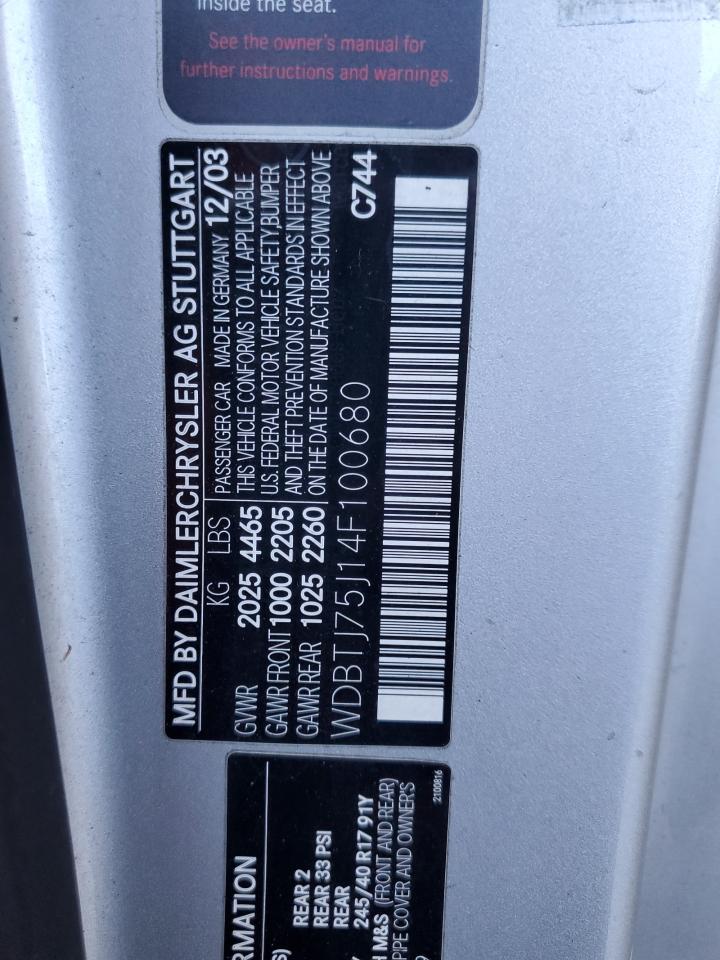 inside the seat.
See the owner's manual for
further instructions and warnings.
MFD BY DAIMLERCHRYSLER AG STUTTGART
KG LBS PASSENGER CAR MADE IN GERMANY 12/03
GVWR 2025 4465 THIS VEHICLE CONFORMS TO ALL APPLICABLE
GAWR FRONT 1000 2205 U.S. FEDERAL MOTOR VEHICLE SAFETY, BUMPER
GAWR REAR 1025 2260 AND THEFT PREVENTION STANDARDS IN EFFECT
ON THE DATE OF MANUFACTURE SHOWN ABOVE
WDBTJ75J14F100680 C744
REAR 2
REAR 33 PSI
REAR
245/40 R17 91Y
M&S (FRONT AND REAR)
COVER AND OWNER'S
2100816